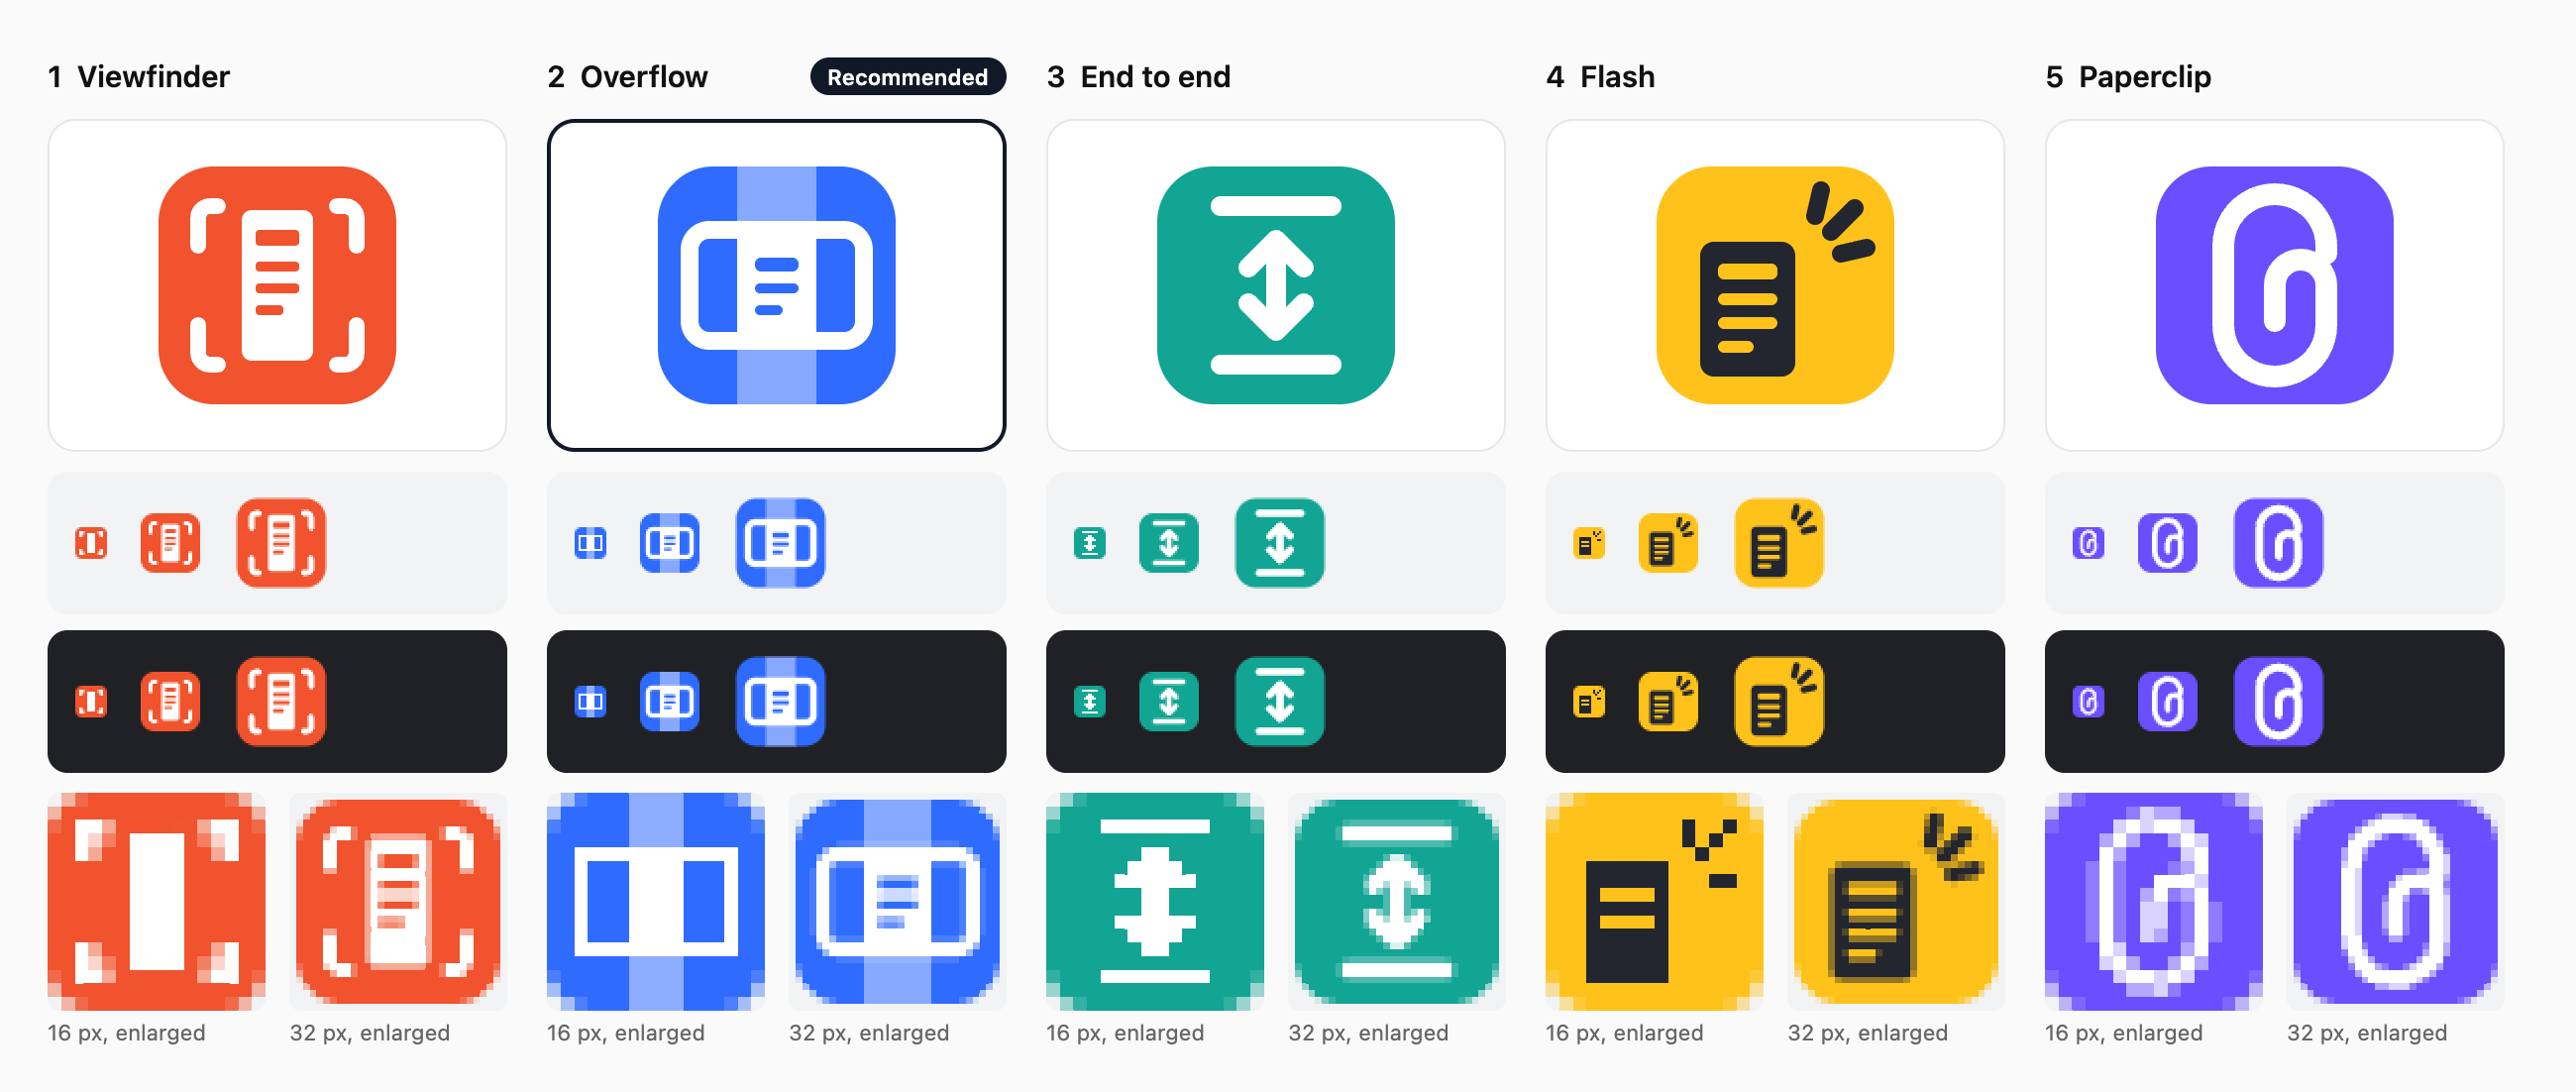 1 Viewfinder
2 Overflow
Recommended
3 End to end
4 Flash
5 Paperclip
16 px, enlarged
32 px, enlarged
16 px, enlarged
32 px, enlarged
16 px, enlarged
32 px, enlarged
16 px, enlarged
32 px, enlarged
16 px, enlarged
32 px, enlarged